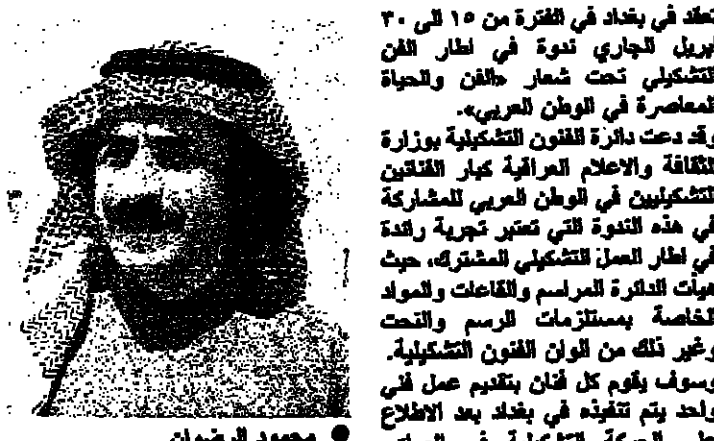 تعقد في بغداد في الفترة من ١٥ الى ٣٠
ابريل الجاري ندوة في اطار الفن
التشكيلي تحت شعار «الفن والحياة
المعاصرة في الوطن العربي».
وقد دعت دائرة الفنون التشكيلية بوزارة
الثقافة والاعلام العراقية كبار الفنانين
التشكيليين في الوطن العربي للمشاركة
في هذه الندوة التي تعتبر تجربة رائدة
في اطار العمل التشكيلي المشترك، حيث
هيأت الدائرة المراسم والقاعات والمواد
الخاصة بمستلزمات الرسم والنحت
وغير ذلك من الوان الفنون التشكيلية.
وسوف يقوم كل فنان بتقديم عمل فني
واحد يتم تنفيذه في بغداد بعد الاطلاع
● محمود الرضوان